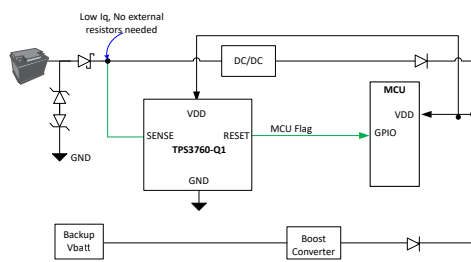 Low Iq, No external
resistors needed
DC/DC
MCU
VDD
VDD
SENSE
RESET
MCU Flag
GPIO
TPS3760-Q1
GND
GND
Backup
Vbatt
Boost
Converter